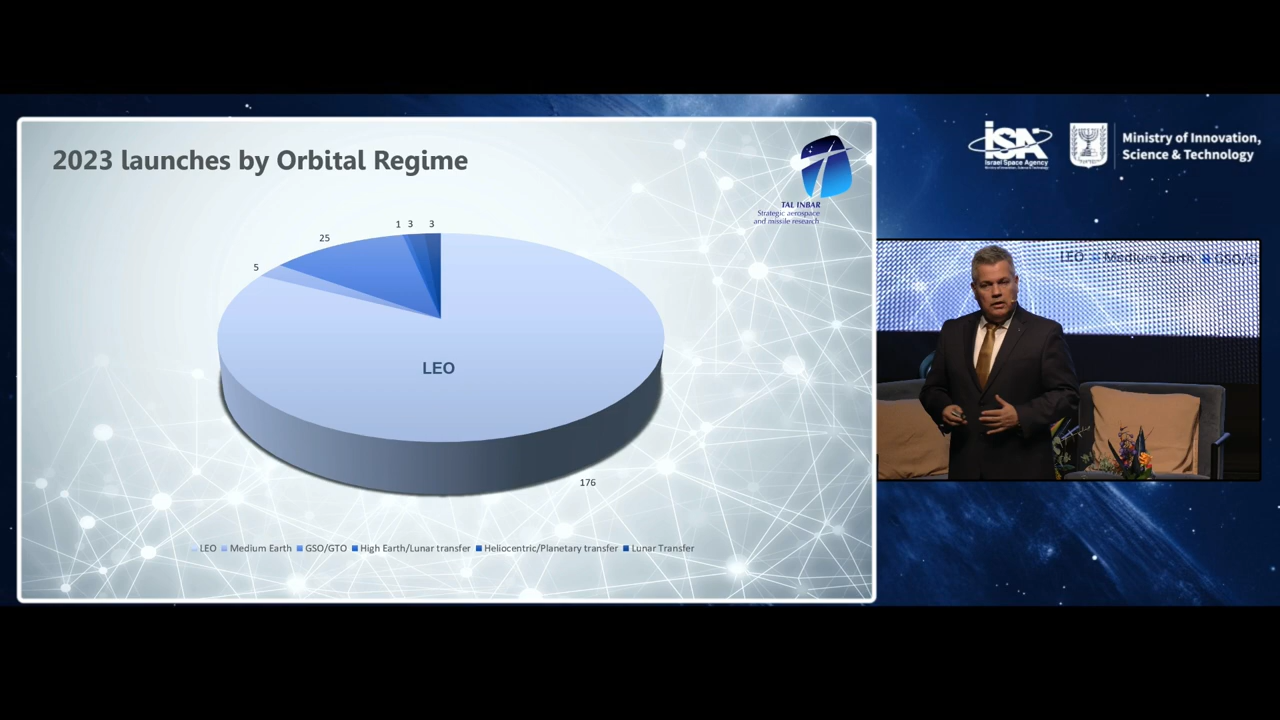 2023 launches by Orbital Regime
TAL INBAR
Strategic aerospace
and missile research
5
25
1
3
3
LEO
176
LEO
Medium Earth
GSO/GTO
High Earth/Lunar transfer
Heliocentric/Planetary transfer
Lunar Transfer
iSA
Israel Space Agency
Ministry of Innovation,
Science & Technology
LEO Medium Earth GSO/